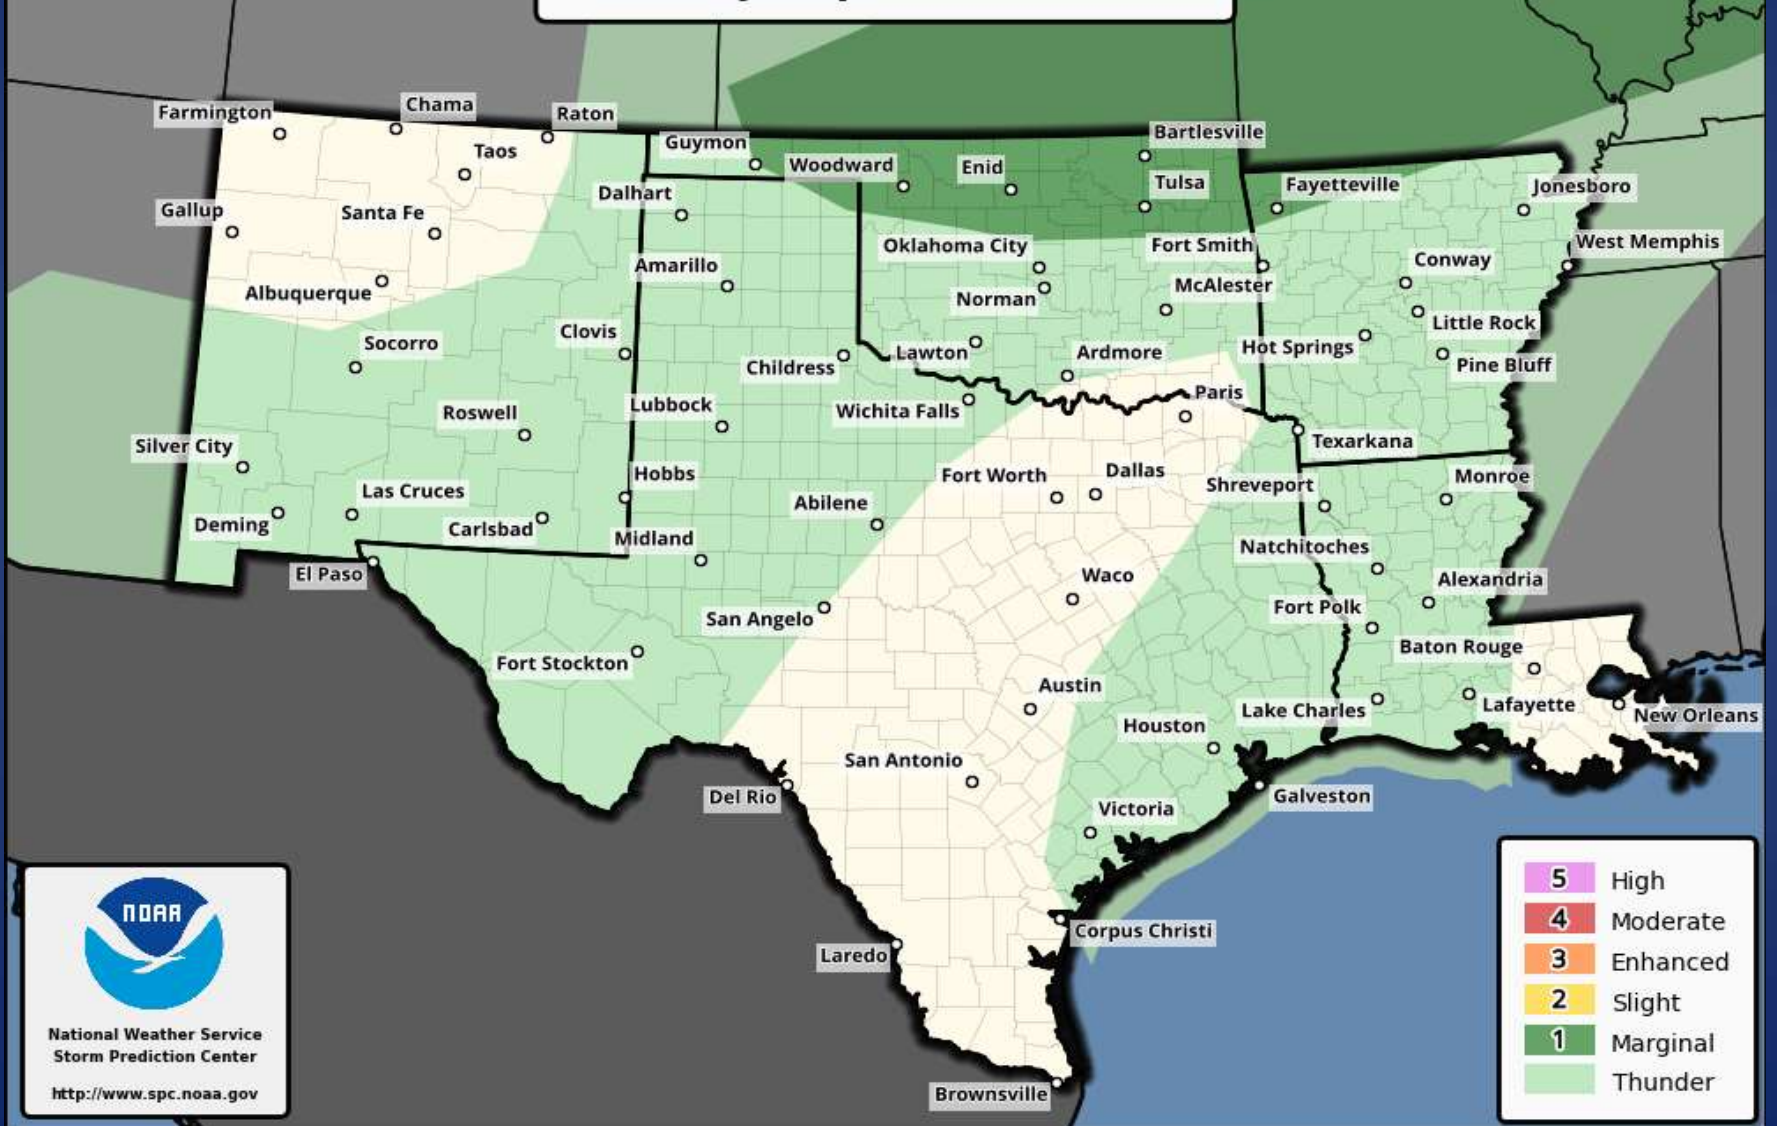 Farmington
Chama
Raton
Taos
Guymon
Bartlesville
Woodward
Enid
Tulsa
Fayetteville
Jonesboro
Gallup
Santa Fe
Dalhart
Oklahoma City
Fort Smith
West Memphis
Conway
Amarillo
Albuquerque
Norman
McAlester
Little Rock
Socorro
Clovis
Childress
Lawton
Ardmore
Hot Springs
Pine Bluff
Roswell
Lubbock
Wichita Falls
Paris
Texarkana
Silver City
Hobbs
Fort Worth
Dallas
Shreveport
Monroe
Las Cruces
Deming
Carlsbad
Midland
Abilene
Natchitoches
El Paso
Waco
Alexandria
San Angelo
Fort Polk
Fort Stockton
Baton Rouge
Austin
Lake Charles
Lafayette
New Orleans
Houston
San Antonio
Del Rio
Victoria
Galveston
Corpus Christi
Laredo
Brownsville
NOAA
National Weather Service
Storm Prediction Center
http://www.spc.noaa.gov
5 High
4 Moderate
3 Enhanced
2 Slight
1 Marginal
Thunder